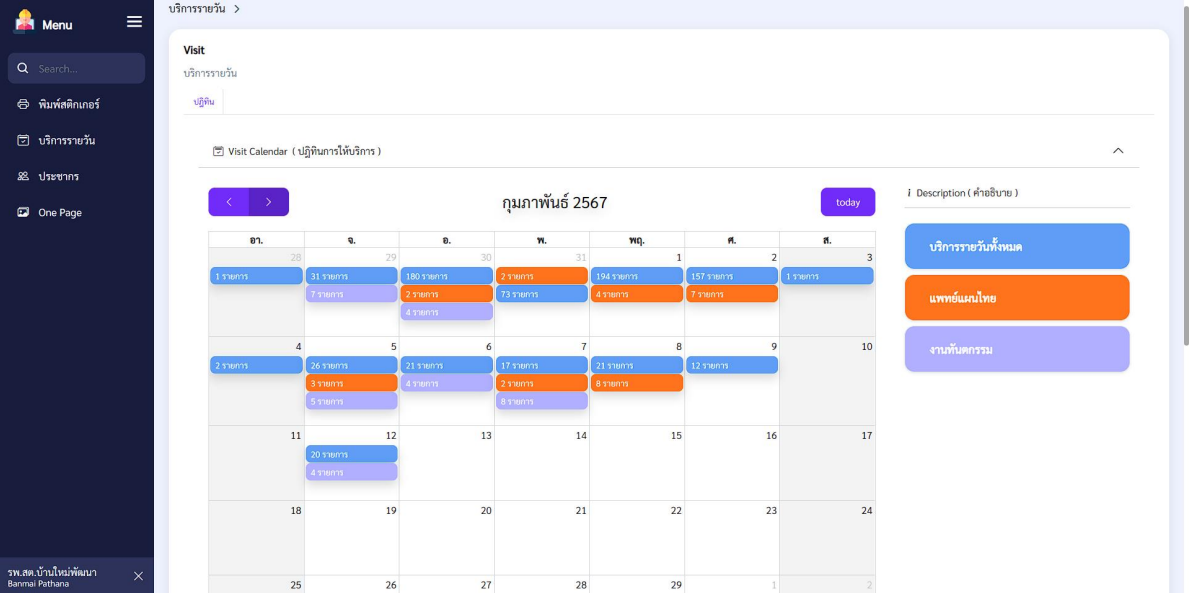 บริการรายวัน >
Menu
Search...
พิมพ์สติกเกอร์
บริการรายวัน
ประชากร
One Page
รพ.สต.บ้านใหม่พัฒนา
Banmai Pathana
Visit
บริการรายวัน
ปฏิทิน
Visit Calendar ( ปฏิทินการให้บริการ )
กุมภาพันธ์ 2567
today
อา. จ. อ. พ. พฤ. ศ. ส.
28 29 30 31 1 2 3
1 รายการ 31 รายการ 180 รายการ 2 รายการ 194 รายการ 157 รายการ 1 รายการ
7 รายการ 2 รายการ 73 รายการ 4 รายการ 7 รายการ
4 รายการ
4 5 6 7 8 9 10
2 รายการ 26 รายการ 21 รายการ 17 รายการ 21 รายการ 12 รายการ
3 รายการ 4 รายการ 2 รายการ 8 รายการ
5 รายการ 8 รายการ
11 12 13 14 15 16 17
20 รายการ
4 รายการ
18 19 20 21 22 23 24
25 26 27 28 29 1 2
i Description ( คำอธิบาย )
บริการรายวันทั้งหมด
แพทย์แผนไทย
งานทันตกรรม